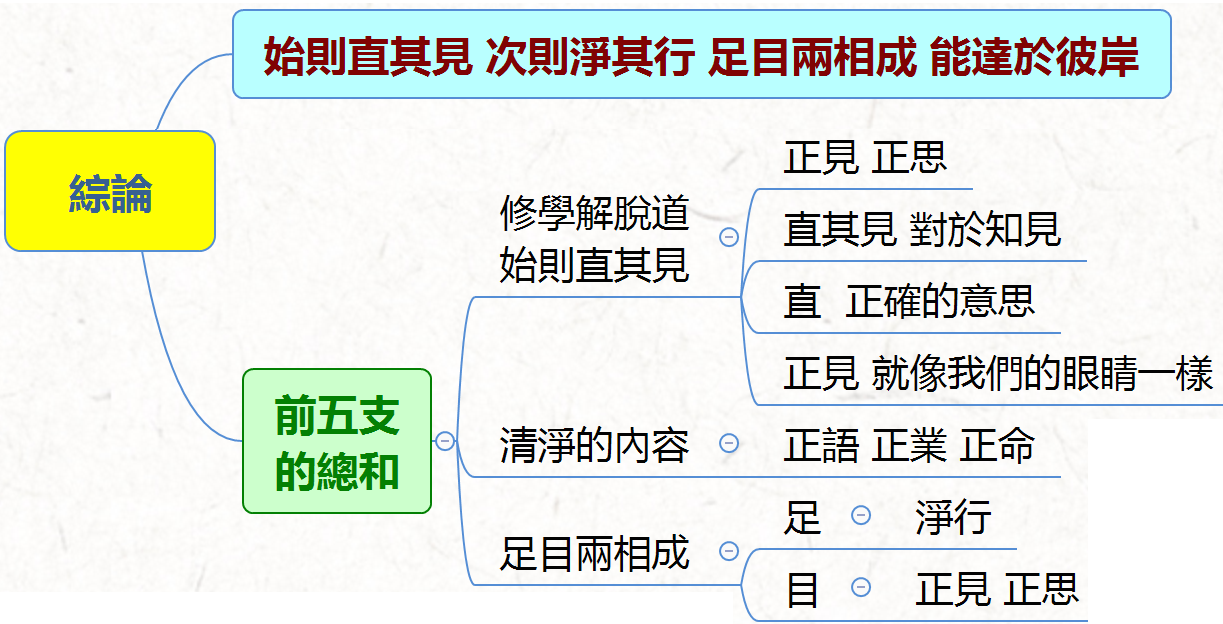 始則直其見 次則淨其行 足目兩相成 能達於彼岸
綜論
前五支
的總和
修學解脫道
始則直其見
正見 正思
直其見 對於知見
直 正確的意思
正見 就像我們的眼睛一樣
清淨的內容
正語 正業 正命
足目兩相成
足
淨行
目
正見 正思